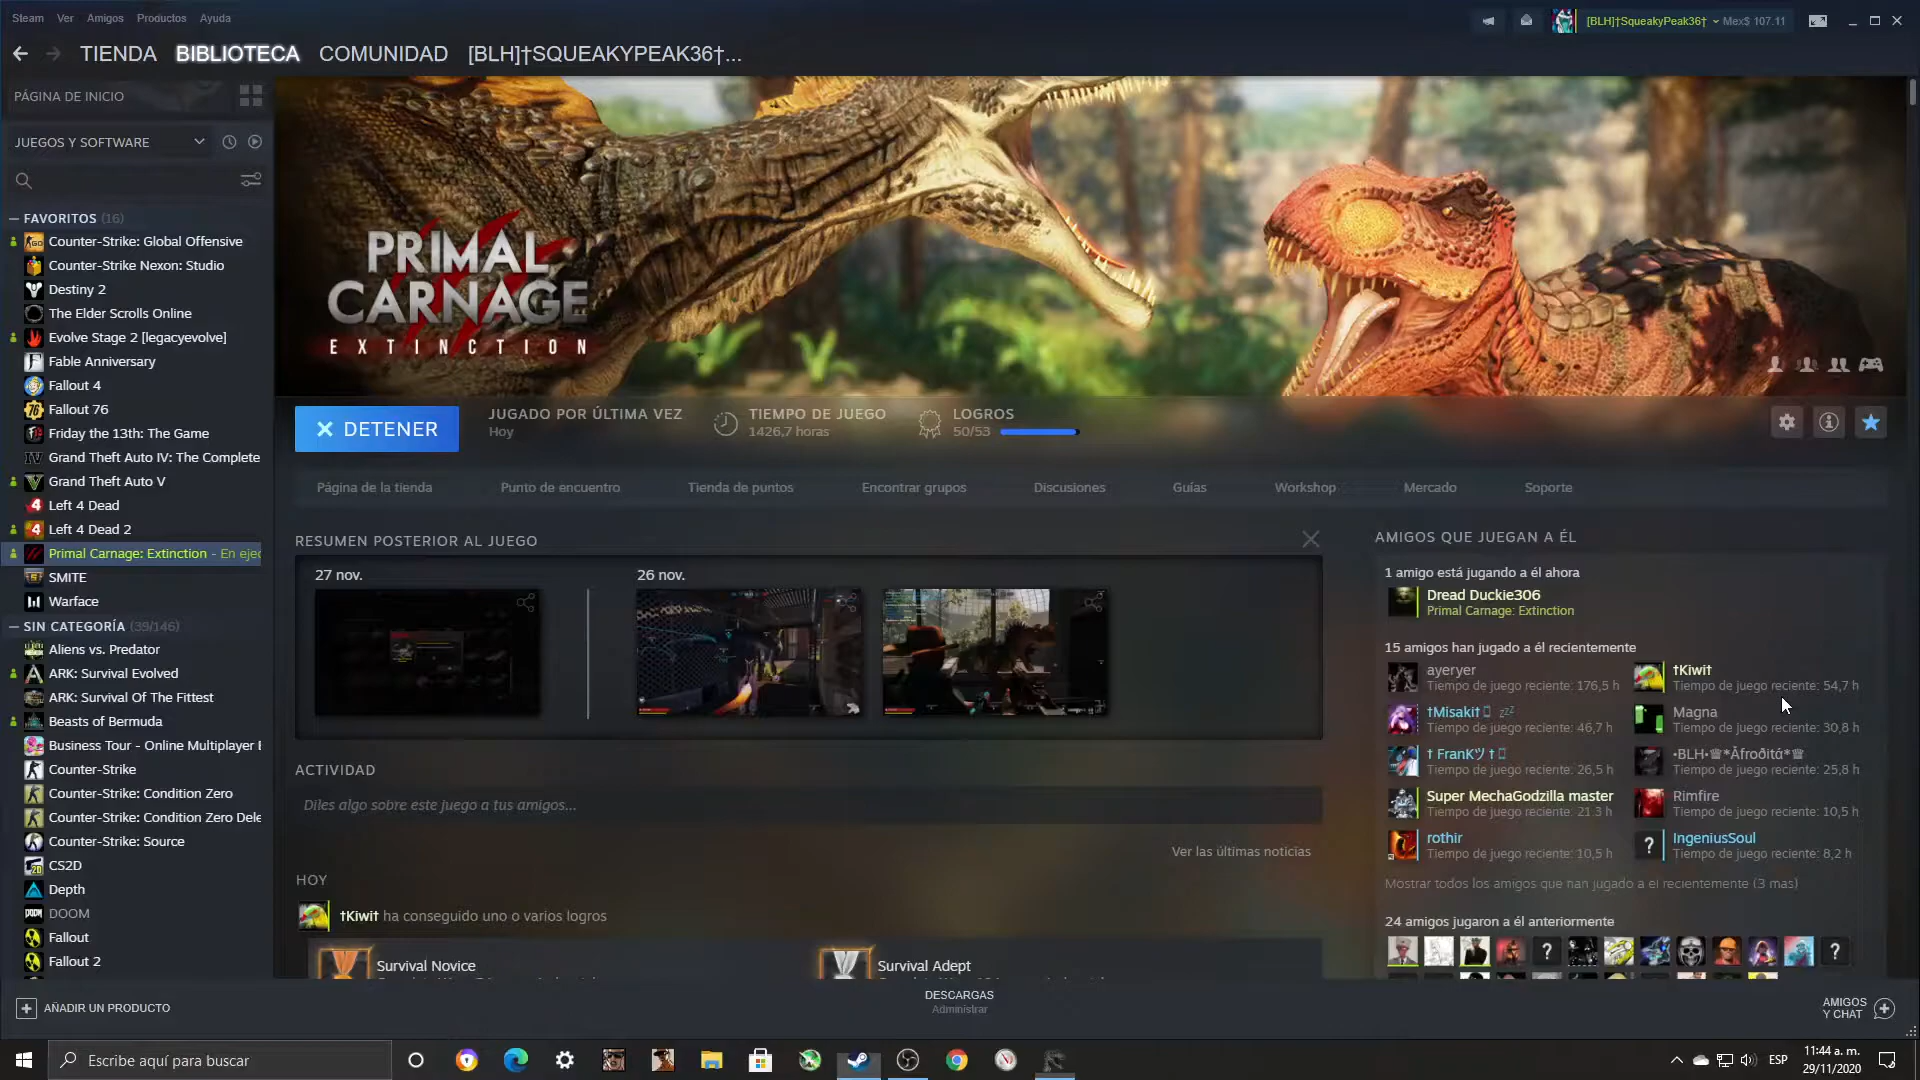 Steam Ver Amigos Productos Ayuda
[BLH]†SqueakyPeak36† Mex$ 107.11
TIENDA BIBLIOTECA COMUNIDAD [BLH]†SQUEAKYPEAK36†...
PÁGINA DE INICIO
JUEGOS Y SOFTWARE
FAVORITOS (16)
Counter-Strike: Global Offensive
Counter-Strike Nexon: Studio
Destiny 2
The Elder Scrolls Online
Evolve Stage 2 [legacyevolve]
Fable Anniversary
Fallout 4
Fallout 76
Friday the 13th: The Game
Grand Theft Auto IV: The Complete
Grand Theft Auto V
Left 4 Dead
Left 4 Dead 2
Primal Carnage: Extinction - En ejec
SMITE
Warface
SIN CATEGORÍA (39/146)
Aliens vs. Predator
ARK: Survival Evolved
ARK: Survival Of The Fittest
Beasts of Bermuda
Business Tour - Online Multiplayer
Counter-Strike
Counter-Strike: Condition Zero
Counter-Strike: Condition Zero Dele
Counter-Strike: Source
CS2D
Depth
DOOM
Fallout
Fallout 2
AÑADIR UN PRODUCTO
PRIMAL
CARNAGE
EXTINCTION
DETENER
JUGADO POR ÚLTIMA VEZ
Hoy
TIEMPO DE JUEGO
1426,7 horas
LOGROS
50/53
Página de la tienda Punto de encuentro Tienda de puntos Encontrar grupos Discusiones Guías Workshop Mercado Soporte
RESUMEN POSTERIOR AL JUEGO
27 nov. 26 nov.
ACTIVIDAD
Diles algo sobre este juego a tus amigos...
Ver las últimas noticias
HOY
†Kiwi† ha conseguido uno o varios logros
Survival Novice Survival Adept
AMIGOS QUE JUEGAN A ÉL
1 amigo está jugando a él ahora
Dread Duckie306
Primal Carnage: Extinction
15 amigos han jugado a él recientemente
ayeryer
Tiempo de juego reciente: 176,5 h
†Kiwi†
Tiempo de juego reciente: 54,7 h
†Misaki† zzZ
Tiempo de juego reciente: 46,7 h
Magna
Tiempo de juego reciente: 30,8 h
† FranKツ †
Tiempo de juego reciente: 26,5 h
•BLH•♛*Åfroðitά*♛
Tiempo de juego reciente: 25,8 h
Super MechaGodzilla master
Tiempo de juego reciente: 21,3 h
Rimfire
Tiempo de juego reciente: 10,5 h
rothir
Tiempo de juego reciente: 10,5 h
IngeniusSoul
Tiempo de juego reciente: 8,2 h
Mostrar todos los amigos que han jugado a él recientemente (3 más)
24 amigos jugaron a él anteriormente
DESCARGAS
Administrar
AMIGOS
Y CHAT
Escribe aquí para buscar
ESP
11:44 a. m.
29/11/2020